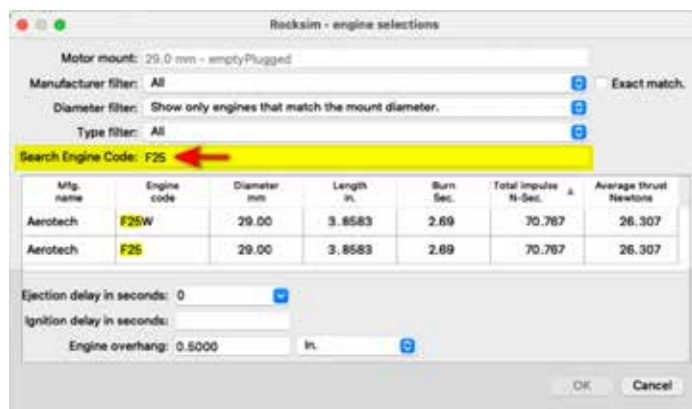 Rocksim - engine selections
Motor mount: 29.0 mm - emptyPlugged
Manufacturer filter: All Exact match.
Diameter filter: Show only engines that match the mount diameter.
Type filter: All
Search Engine Code: F25
Mfg. name Engine code Diameter mm Length in. Burn Sec. Total impulse N-Sec. Average thrust Newtons
Aerotech F25W 29.00 3.8583 2.69 70.767 26.307
Aerotech F25 29.00 3.8583 2.69 70.767 26.307
Ejection delay in seconds: 0
Ignition delay in seconds:
Engine overhang: 0.5000 In.
OK Cancel